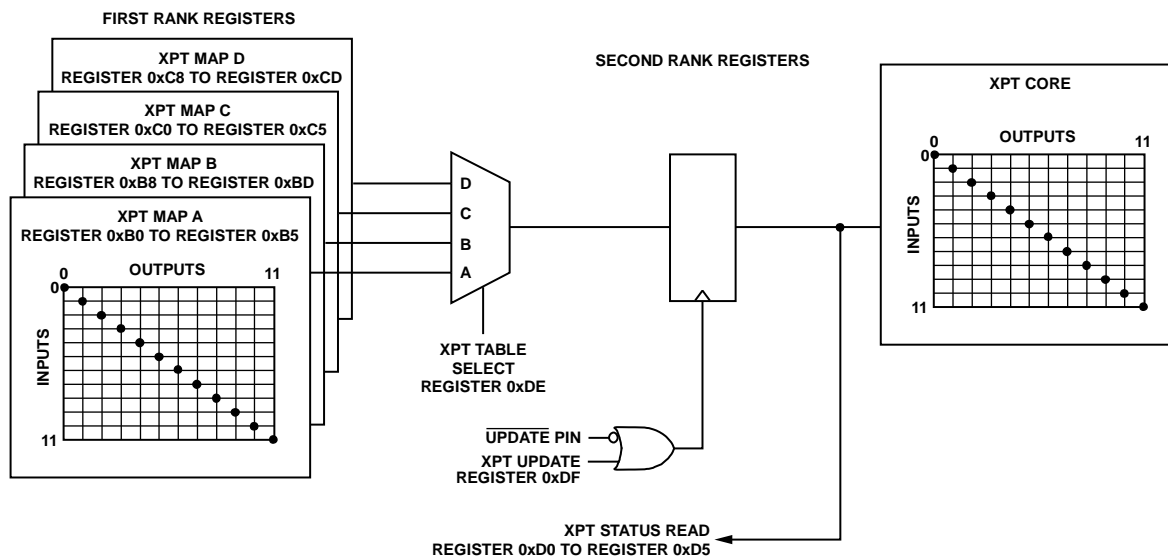 FIRST RANK REGISTERS
XPT MAP D
REGISTER 0xC8 TO REGISTER 0xCD
XPT MAP C
REGISTER 0xC0 TO REGISTER 0xC5
XPT MAP B
REGISTER 0xB8 TO REGISTER 0xBD
XPT MAP A
REGISTER 0xB0 TO REGISTER 0xB5
OUTPUTS
0
11
0
INPUTS
11
D
C
B
A
XPT TABLE
SELECT
REGISTER 0xDE
SECOND RANK REGISTERS
UPDATE PIN
XPT UPDATE
REGISTER 0xDF
XPT STATUS READ
REGISTER 0xD0 TO REGISTER 0xD5
XPT CORE
OUTPUTS
0
11
0
INPUTS
11